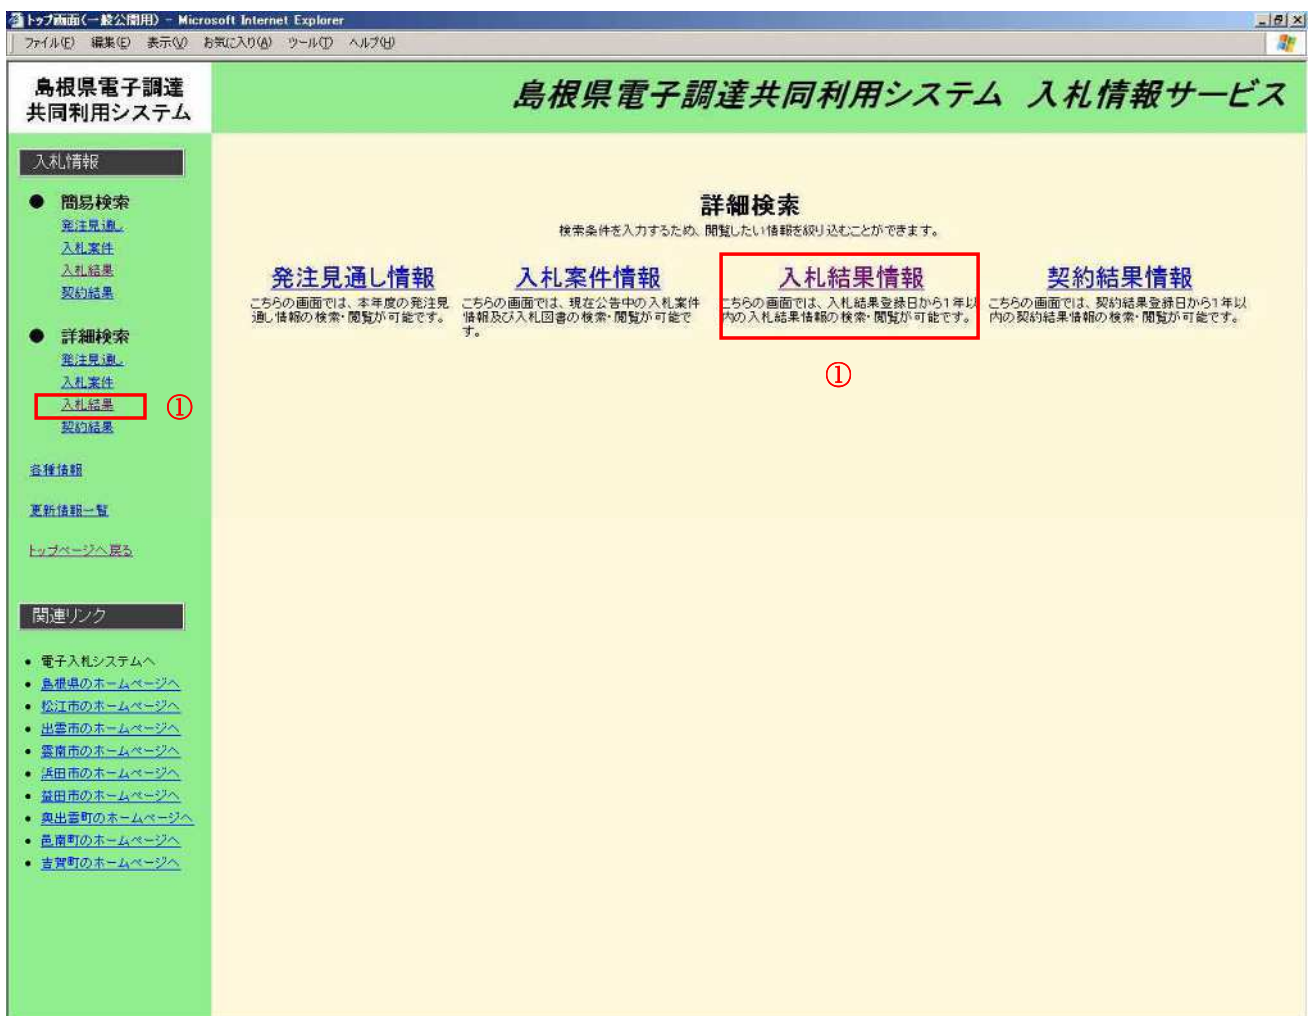 トップ画面(一般公開用) - Microsoft Internet Explorer
ファイル(F) 編集(E) 表示(V) お気に入り(A) ツール(T) ヘルプ(H)
島根県電子調達
共同利用システム
島根県電子調達共同利用システム 入札情報サービス
入札情報
● 簡易検索
発注見通し
入札案件
入札結果
契約結果
● 詳細検索
発注見通し
入札案件
入札結果 ①
契約結果
各種情報
更新情報一覧
トップページへ戻る
関連リンク
• 電子入札システムへ
• 島根県のホームページへ
• 松江市のホームページへ
• 出雲市のホームページへ
• 雲南市のホームページへ
• 浜田市のホームページへ
• 益田市のホームページへ
• 奥出雲町のホームページへ
• 邑南町のホームページへ
• 吉賀町のホームページへ
詳細検索
検索条件を入力するため、閲覧したい情報を絞り込むことができます。
発注見通し情報
こちらの画面では、本年度の発注見
通し情報の検索・閲覧が可能です。
入札案件情報
こちらの画面では、現在公告中の入札案件
情報及び入札図書の検索・閲覧が可能で
す。
入札結果情報
こちらの画面では、入札結果登録日から1年以
内の入札結果情報の検索・閲覧が可能です。
①
契約結果情報
こちらの画面では、契約結果登録日から1年以
内の契約結果情報の検索・閲覧が可能です。